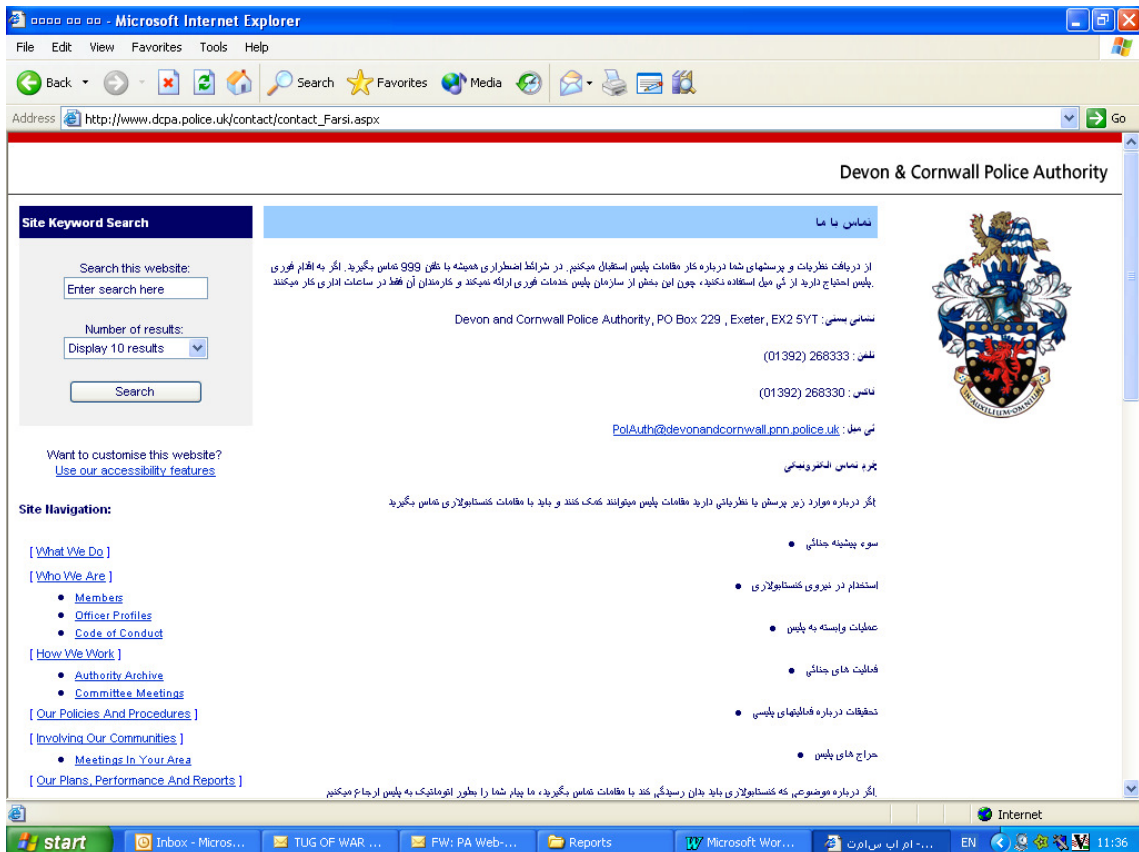 - Microsoft Internet Explorer
File Edit View Favorites Tools Help
Back Search Favorites Media
Address http://www.dcpa.police.uk/contact/contact_Farsi.aspx Go
Devon & Cornwall Police Authority
Site Keyword Search
Search this website:
Enter search here
Number of results:
Display 10 results
Search
Want to customise this website?
Use our accessibility features
Site Navigation:
[ What We Do ]
[ Who We Are ]
Members
Officer Profiles
Code of Conduct
[ How We Work ]
Authority Archive
Committee Meetings
[ Our Policies And Procedures ]
[ Involving Our Communities ]
Meetings In Your Area
[ Our Plans, Performance And Reports ]
تماس با ما
از دریافت نظریات و پرسشهای شما درباره کار مقامات پلیس استقبال میکنیم. در شرائط اضطراری همیشه با تلفن 999 تماس بگیرید. اگر به اقدام فوری
پلیس احتیاج دارید از ئی میل استفاده نکنید، چون این بخش از سازمان پلیس خدمات فوری ارائه نمیکند و کارمندان آن فقط در ساعات اداری کار میکنند.
نشانی پستی: Devon and Cornwall Police Authority, PO Box 229 , Exeter, EX2 5YT
تلفن : 268333 (01392)
فاکس : 268330 (01392)
ئی میل : PolAuth@devonandcornwall.pnn.police.uk
تماس الکترونیکی
اگر درباره موارد زیر پرسش یا نظریاتی دارید مقامات پلیس میتوانند کمک کنند و باید با مقامات کنستابولاری تماس بگیرید
سوء پیشینه جنائی
استخدام در نیروی کنستابولاری
عملیات وابسته به پلیس
فعالیت های جنائی
تحقیقات درباره فعالیتهای پلیسی
حراج های پلیس
اگر درباره موضوعی که کنستابولاری باید بدان رسیدگی کند با مقامات تماس بگیرید، ما پیام شما را بطور اتوماتیک به پلیس ارجاع میکنیم.
IN AUXILIUM OMNIUM
Internet
start Inbox - Micros... TUG OF WAR ... FW: PA Web-... Reports Microsoft Wor... EN 11:36